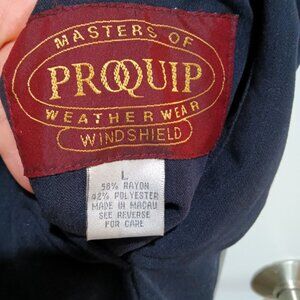 MASTERS OF
PROQUIP
WEATHER WEAR
WINDSHIELD
L
58% RAYON
42% POLYESTER
MADE IN MACAU
SEE REVERSE
FOR CARE